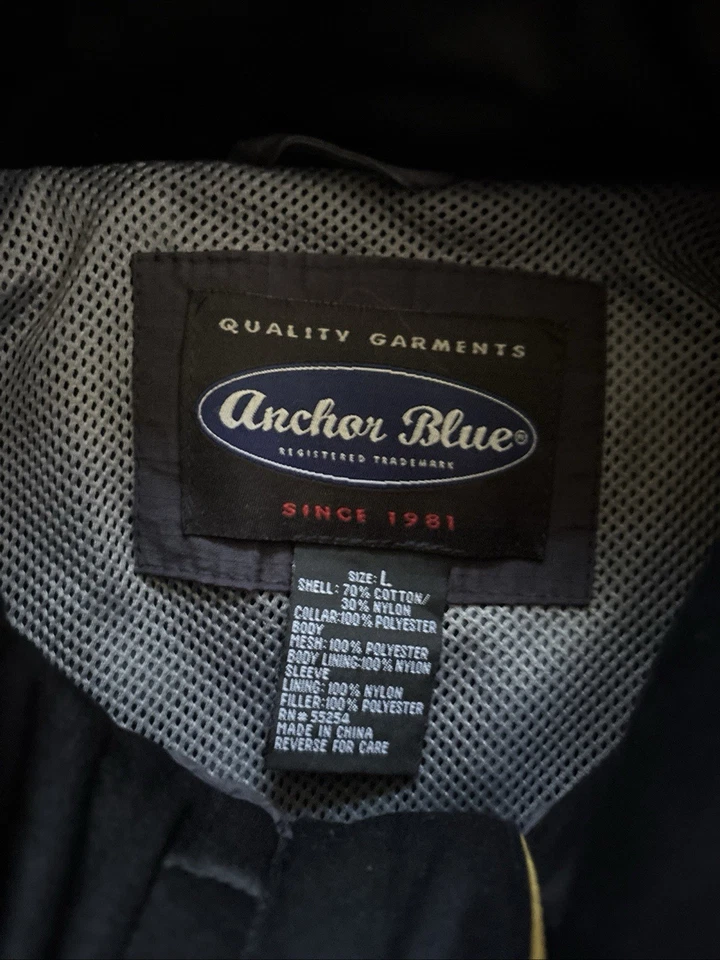 QUALITY GARMENTS
Anchor Blue®
REGISTERED TRADEMARK
SINCE 1981
SIZE: L
SHELL: 70% COTTON/
30% NYLON
COLLAR:100% POLYESTER
BODY
MESH:100% POLYESTER
BODY LINING:100% NYLON
SLEEVE
LINING:100% NYLON
FILLER:100% POLYESTER
RN# 55254
MADE IN CHINA
REVERSE FOR CARE